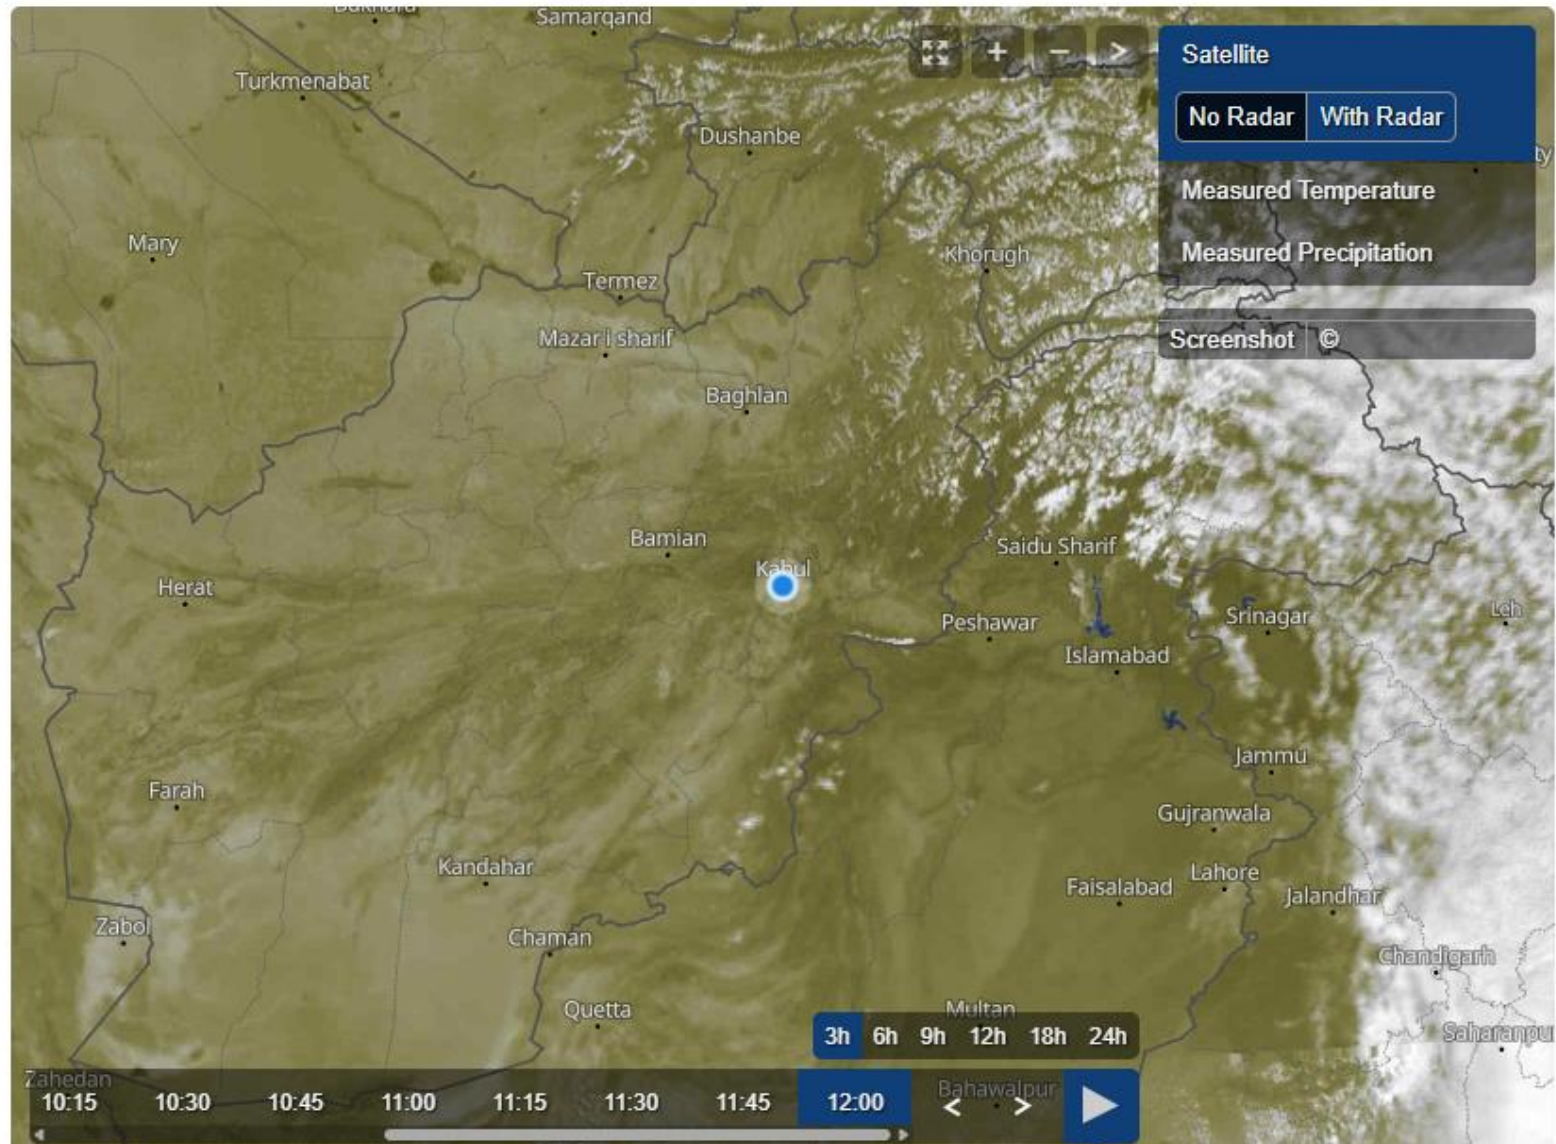 Samarqand
Turkmenabat
Dushanbe
Mary
Khorugh
Termez
Mazar I sharif
Baghlan
Bamian
Kabul
Saidu Sharif
Herat
Peshawar
Srinagar
Leh
Islamabad
Jammu
Farah
Gujranwala
Kandahar
Lahore
Faisalabad
Jalandhar
Zabol
Chaman
Chandigarh
Quetta
Multan
Saharanpu
Zahedan
Bahawalpur
Satellite
No Radar With Radar
ty
Measured Temperature
Measured Precipitation
Screenshot ©
+ − >
3h 6h 9h 12h 18h 24h
10:15 10:30 10:45 11:00 11:15 11:30 11:45 12:00 < >